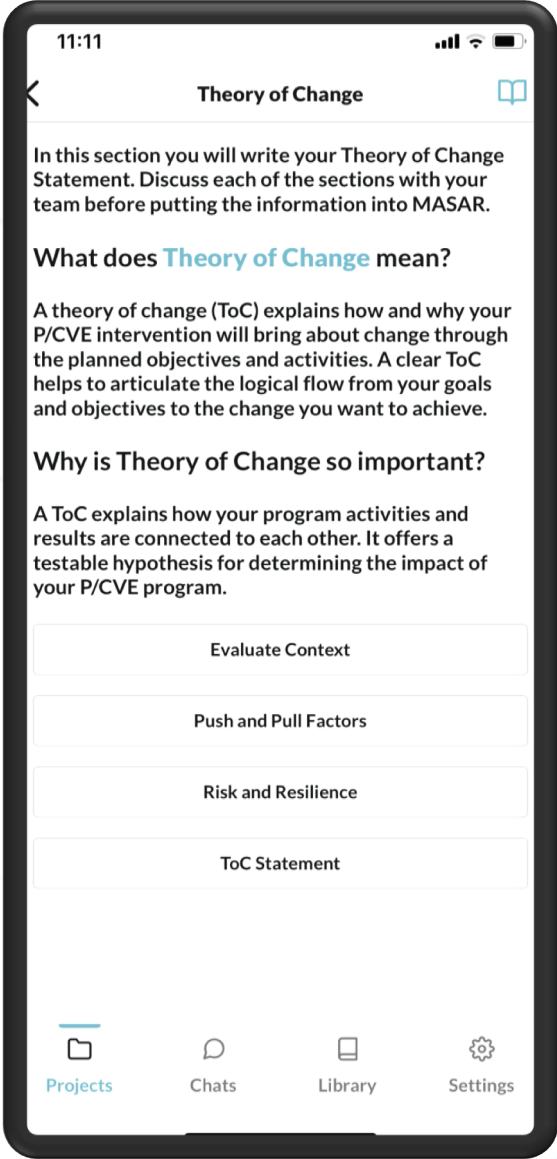 11:11
Theory of Change
In this section you will write your Theory of Change
Statement. Discuss each of the sections with your
team before putting the information into MASAR.
What does Theory of Change mean?
A theory of change (ToC) explains how and why your
P/CVE intervention will bring about change through
the planned objectives and activities. A clear ToC
helps to articulate the logical flow from your goals
and objectives to the change you want to achieve.
Why is Theory of Change so important?
A ToC explains how your program activities and
results are connected to each other. It offers a
testable hypothesis for determining the impact of
your P/CVE program.
Evaluate Context
Push and Pull Factors
Risk and Resilience
ToC Statement
Projects Chats Library Settings